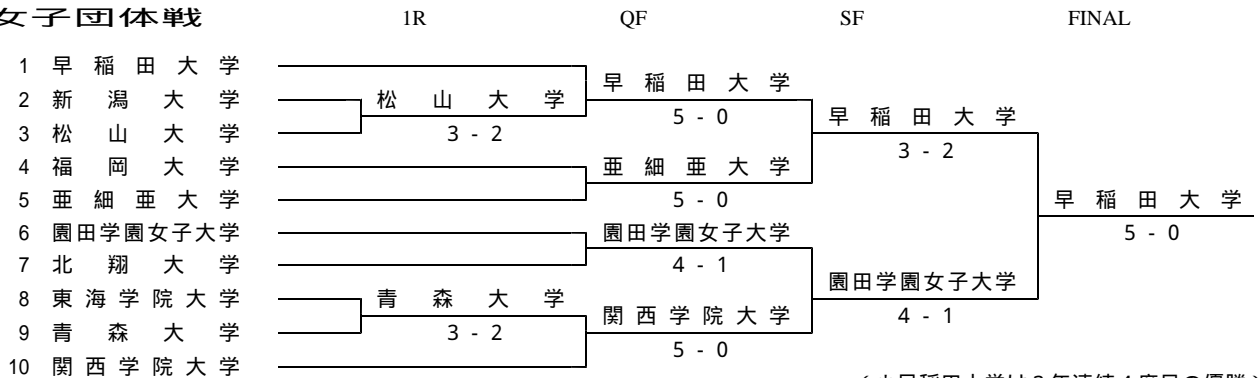 女子団体戦 1R QF SF FINAL
1 早稲田大学
早稲田大学
2 新潟大学 松山大学
5 - 0 早稲田大学
3 松山大学 3 - 2
3 - 2
4 福岡大学 亜細亜大学
5 亜細亜大学 5 - 0 早稲田大学
6 園田学園女子大学 園田学園女子大学 5 - 0
7 北翔大学 4 - 1
園田学園女子大学
8 東海学院大学 青森大学
関西学院大学 4 - 1
9 青森大学 3 - 2
5 - 0
10 関西学院大学